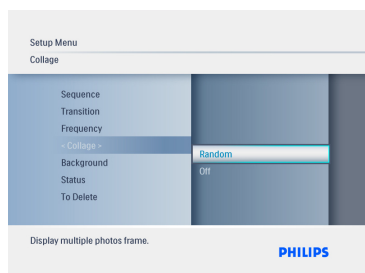 Setup Menu
Collage
Sequence
Transition
Frequency
« Collage »
Background
Status
To Delete
Random
Off
Display multiple photos frame.
PHILIPS